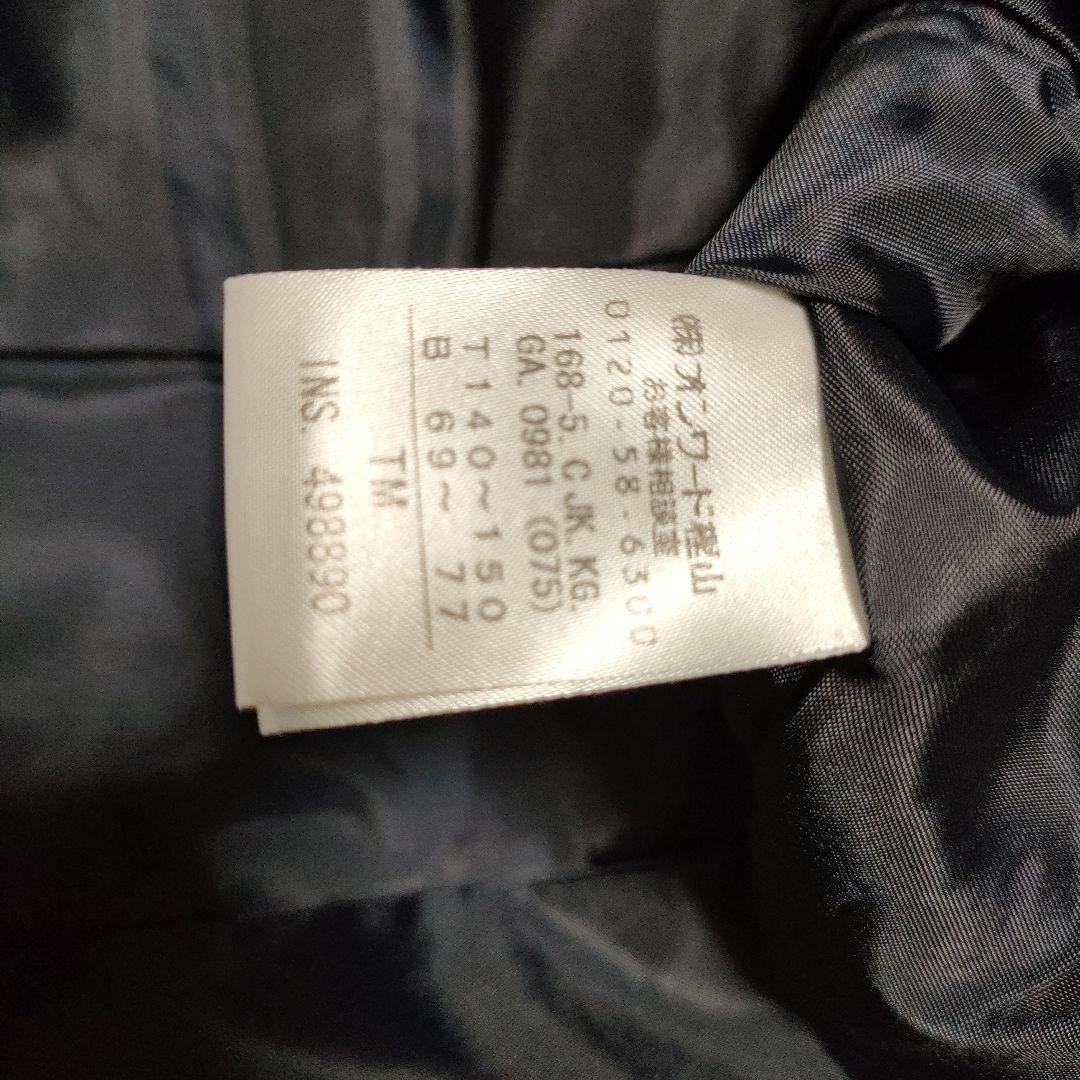 ㈱オンワード樫山
お客様相談室
0120-58-6300
168-5. C JK. KG.
GA. 0981 (075)
T140~150
B 69~ 77
TM
INS. 498890